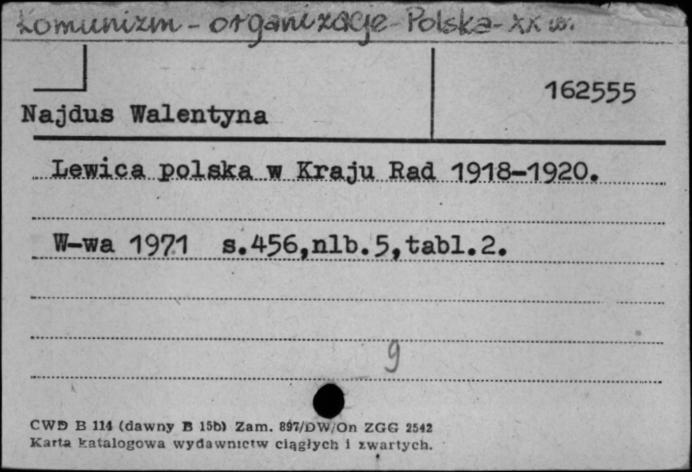 Komunizm - organizacje - Polska - XX w.
162555
Najdus Walentyna
Lewica polska w Kraju Rad 1918-1920.
W-wa 1971 s.456,nlb.5,tabl.2.
9
CWD B 114 (dawny B 15b) Zam. 897/DW/On ZGG 2542
Karta katalogowa wydawnictw ciągłych i zwartych.